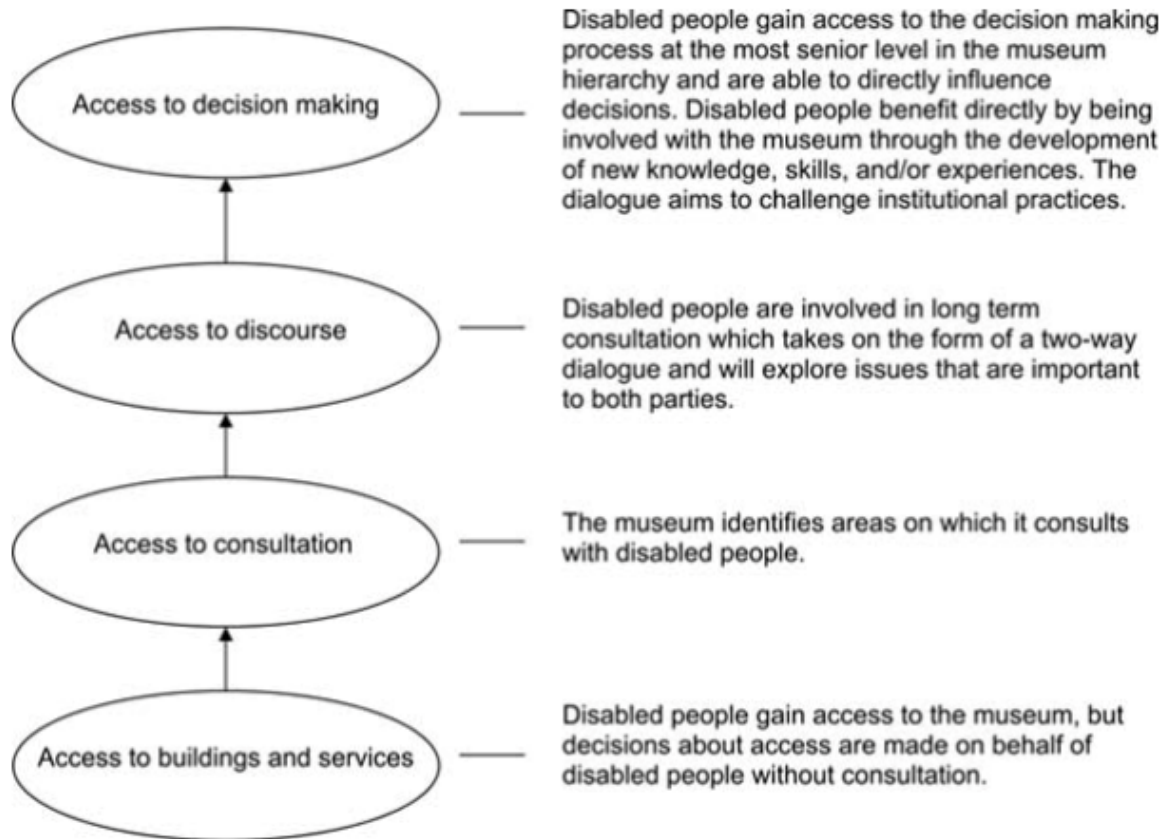 Access to decision making
Disabled people gain access to the decision making
process at the most senior level in the museum
hierarchy and are able to directly influence
decisions. Disabled people benefit directly by being
involved with the museum through the development
of new knowledge, skills, and/or experiences. The
dialogue aims to challenge institutional practices.
Access to discourse
Disabled people are involved in long term
consultation which takes on the form of a two-way
dialogue and will explore issues that are important
to both parties.
Access to consultation
The museum identifies areas on which it consults
with disabled people.
Access to buildings and services
Disabled people gain access to the museum, but
decisions about access are made on behalf of
disabled people without consultation.